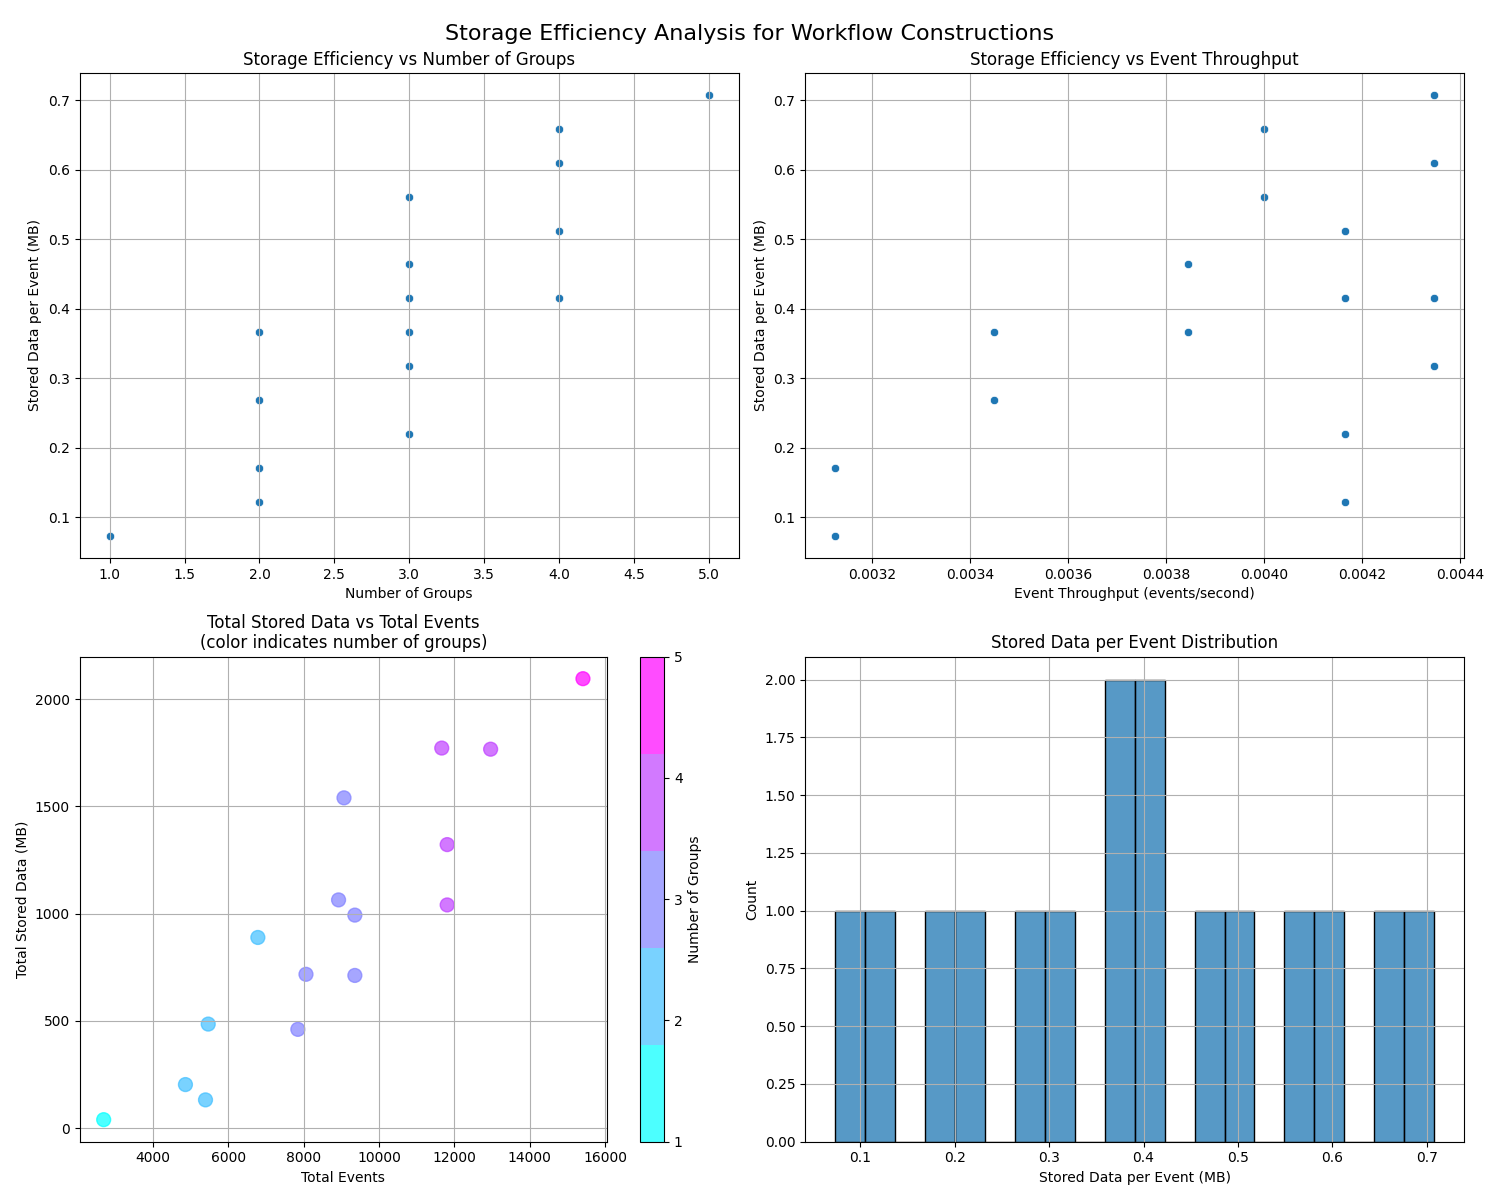 Storage Efficiency Analysis for Workflow Constructions
Storage Efficiency vs Number of Groups
Stored Data per Event (MB)
0.7
0.6
0.5
0.4
0.3
0.2
0.1
1.0 1.5 2.0 2.5 3.0 3.5 4.0 4.5 5.0
Number of Groups
Storage Efficiency vs Event Throughput
Stored Data per Event (MB)
0.7
0.6
0.5
0.4
0.3
0.2
0.1
0.0032 0.0034 0.0036 0.0038 0.0040 0.0042 0.0044
Event Throughput (events/second)
Total Stored Data vs Total Events
(color indicates number of groups)
Total Stored Data (MB)
2000
1500
1000
500
0
4000 6000 8000 10000 12000 14000 16000
Total Events
5
4
3
2
1
Number of Groups
Stored Data per Event Distribution
Count
2.00
1.75
1.50
1.25
1.00
0.75
0.50
0.25
0.00
0.1 0.2 0.3 0.4 0.5 0.6 0.7
Stored Data per Event (MB)